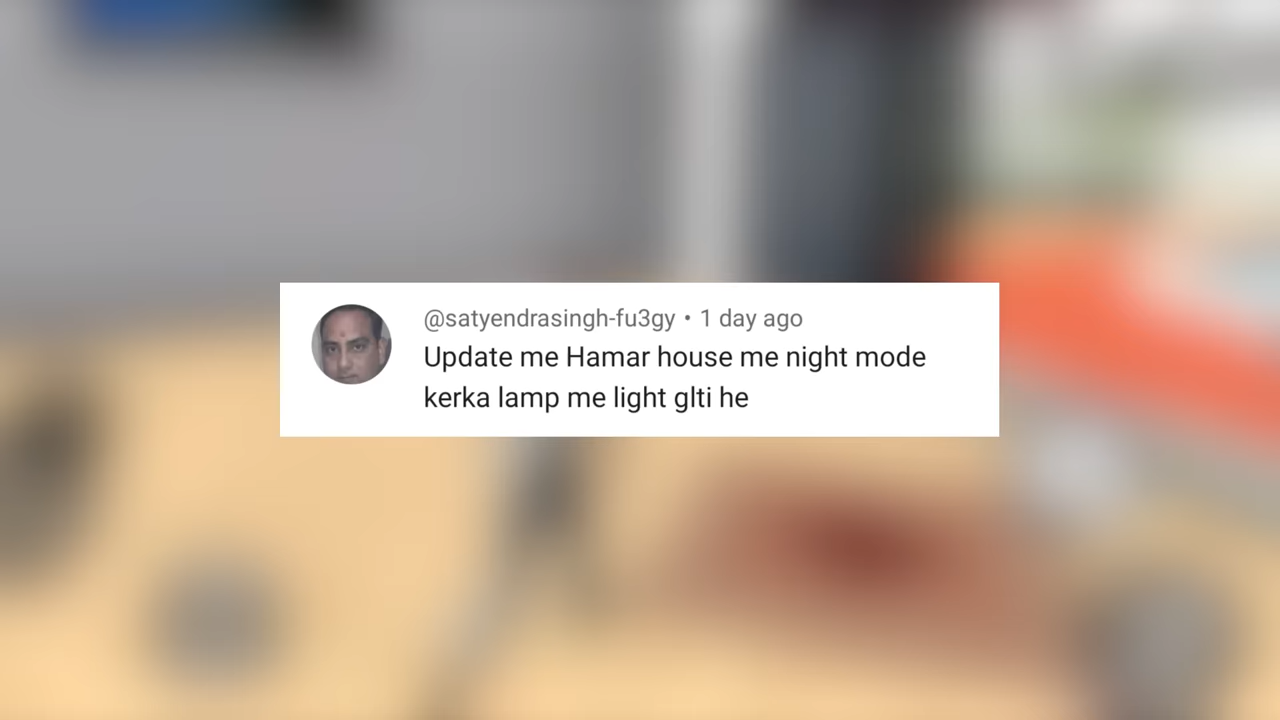 @satyendrasingh-fu3gy • 1 day ago
Update me Hamar house me night mode
kerka lamp me light glti he